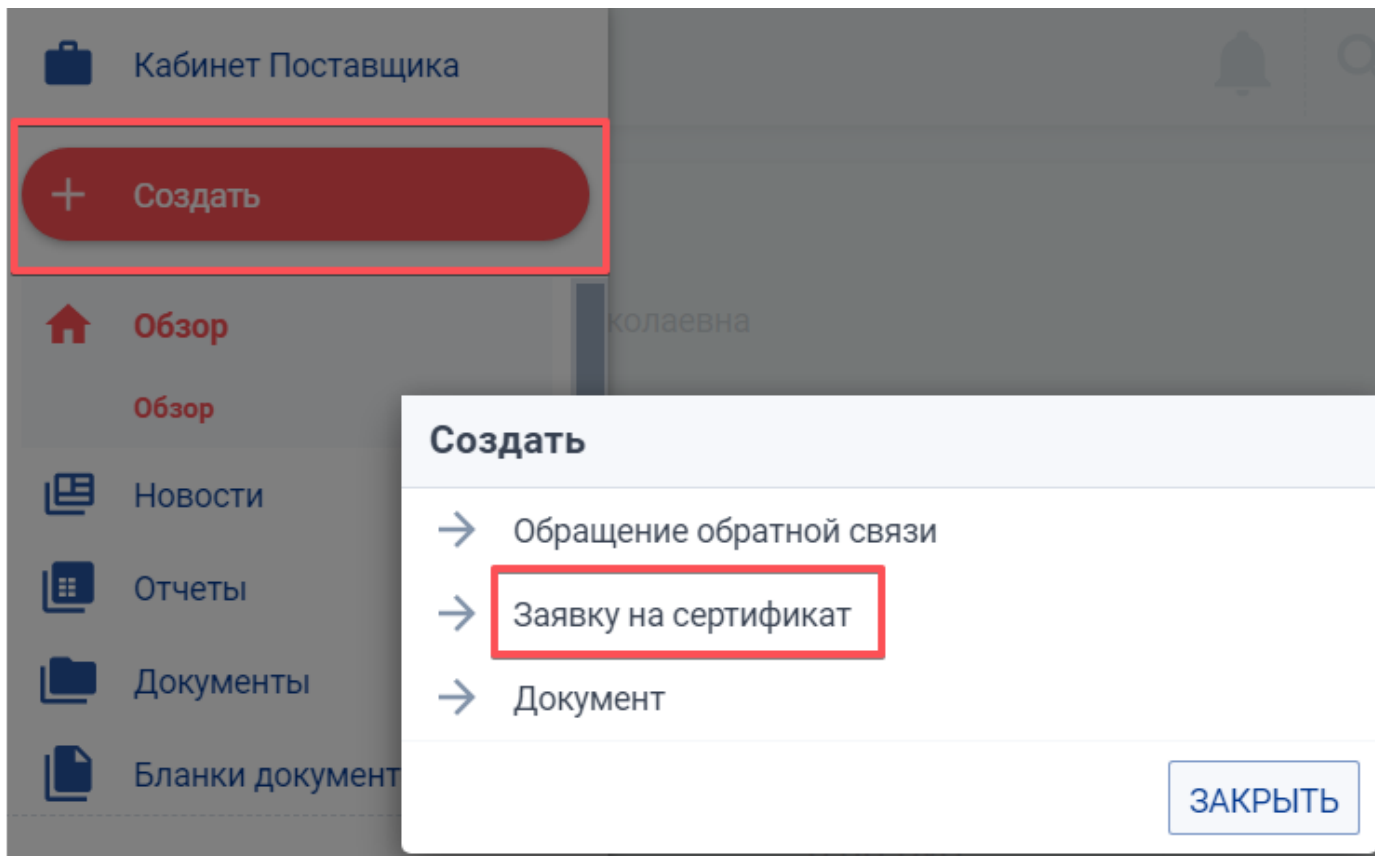 Кабинет Поставщика
Создать
Обзор
колаевна
Обзор
Создать
Новости
Обращение обратной связи
Отчеты
Заявку на сертификат
Документы
Документ
Бланки документ
ЗАКРЫТЬ